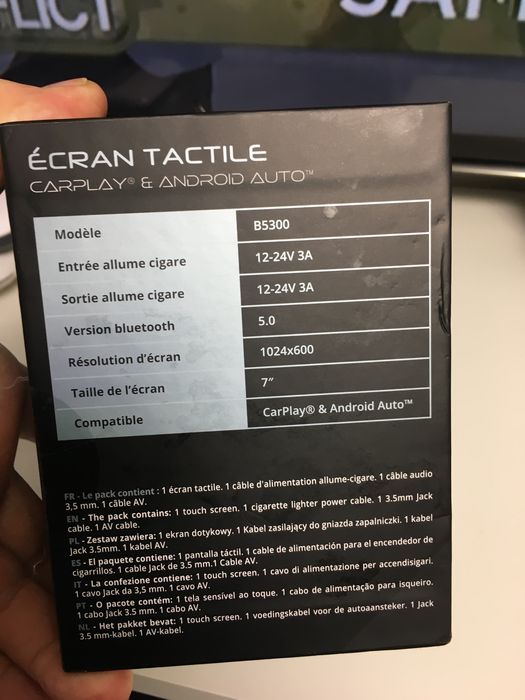 FLICT
ÉCRAN TACTILE
CARPLAY® & ANDROID AUTO™
Modèle B5300
Entrée allume cigare 12-24V 3A
Sortie allume cigare 12-24V 3A
Version bluetooth 5.0
Résolution d'écran 1024x600
Taille de l'écran 7"
Compatible CarPlay® & Android Auto™
FR - Le pack contient : 1 écran tactile. 1 câble d'alimentation allume-cigare. 1 câble audio
3,5 mm. 1 câble AV.
EN - The pack contains: 1 touch screen. 1 cigarette lighter power cable. 1 3.5mm Jack
cable. 1 AV cable.
PL - Zestaw zawiera: 1 ekran dotykowy. 1 Kabel zasilający do gniazda zapalniczki. 1 kabel
Jack 3.5mm. 1 kabel AV.
ES - El paquete contiene: 1 pantalla táctil. 1 cable de alimentación para el encendedor de
cigarrillos. 1 cable Jack de 3.5 mm.1 Cable AV.
IT - La confezione contiene: 1 touch screen. 1 cavo di alimentazione per accendisigari.
1 cavo Jack da 3,5 mm. 1 cavo AV.
PT - O pacote contém: 1 tela sensível ao toque. 1 cabo de alimentação para isqueiro.
1 cabo Jack 3.5 mm. 1 cabo AV.
NL - Het pakket bevat: 1 touch screen. 1 voedingskabel voor de autoaansteker. 1 Jack
3.5 mm-kabel. 1 AV-kabel.